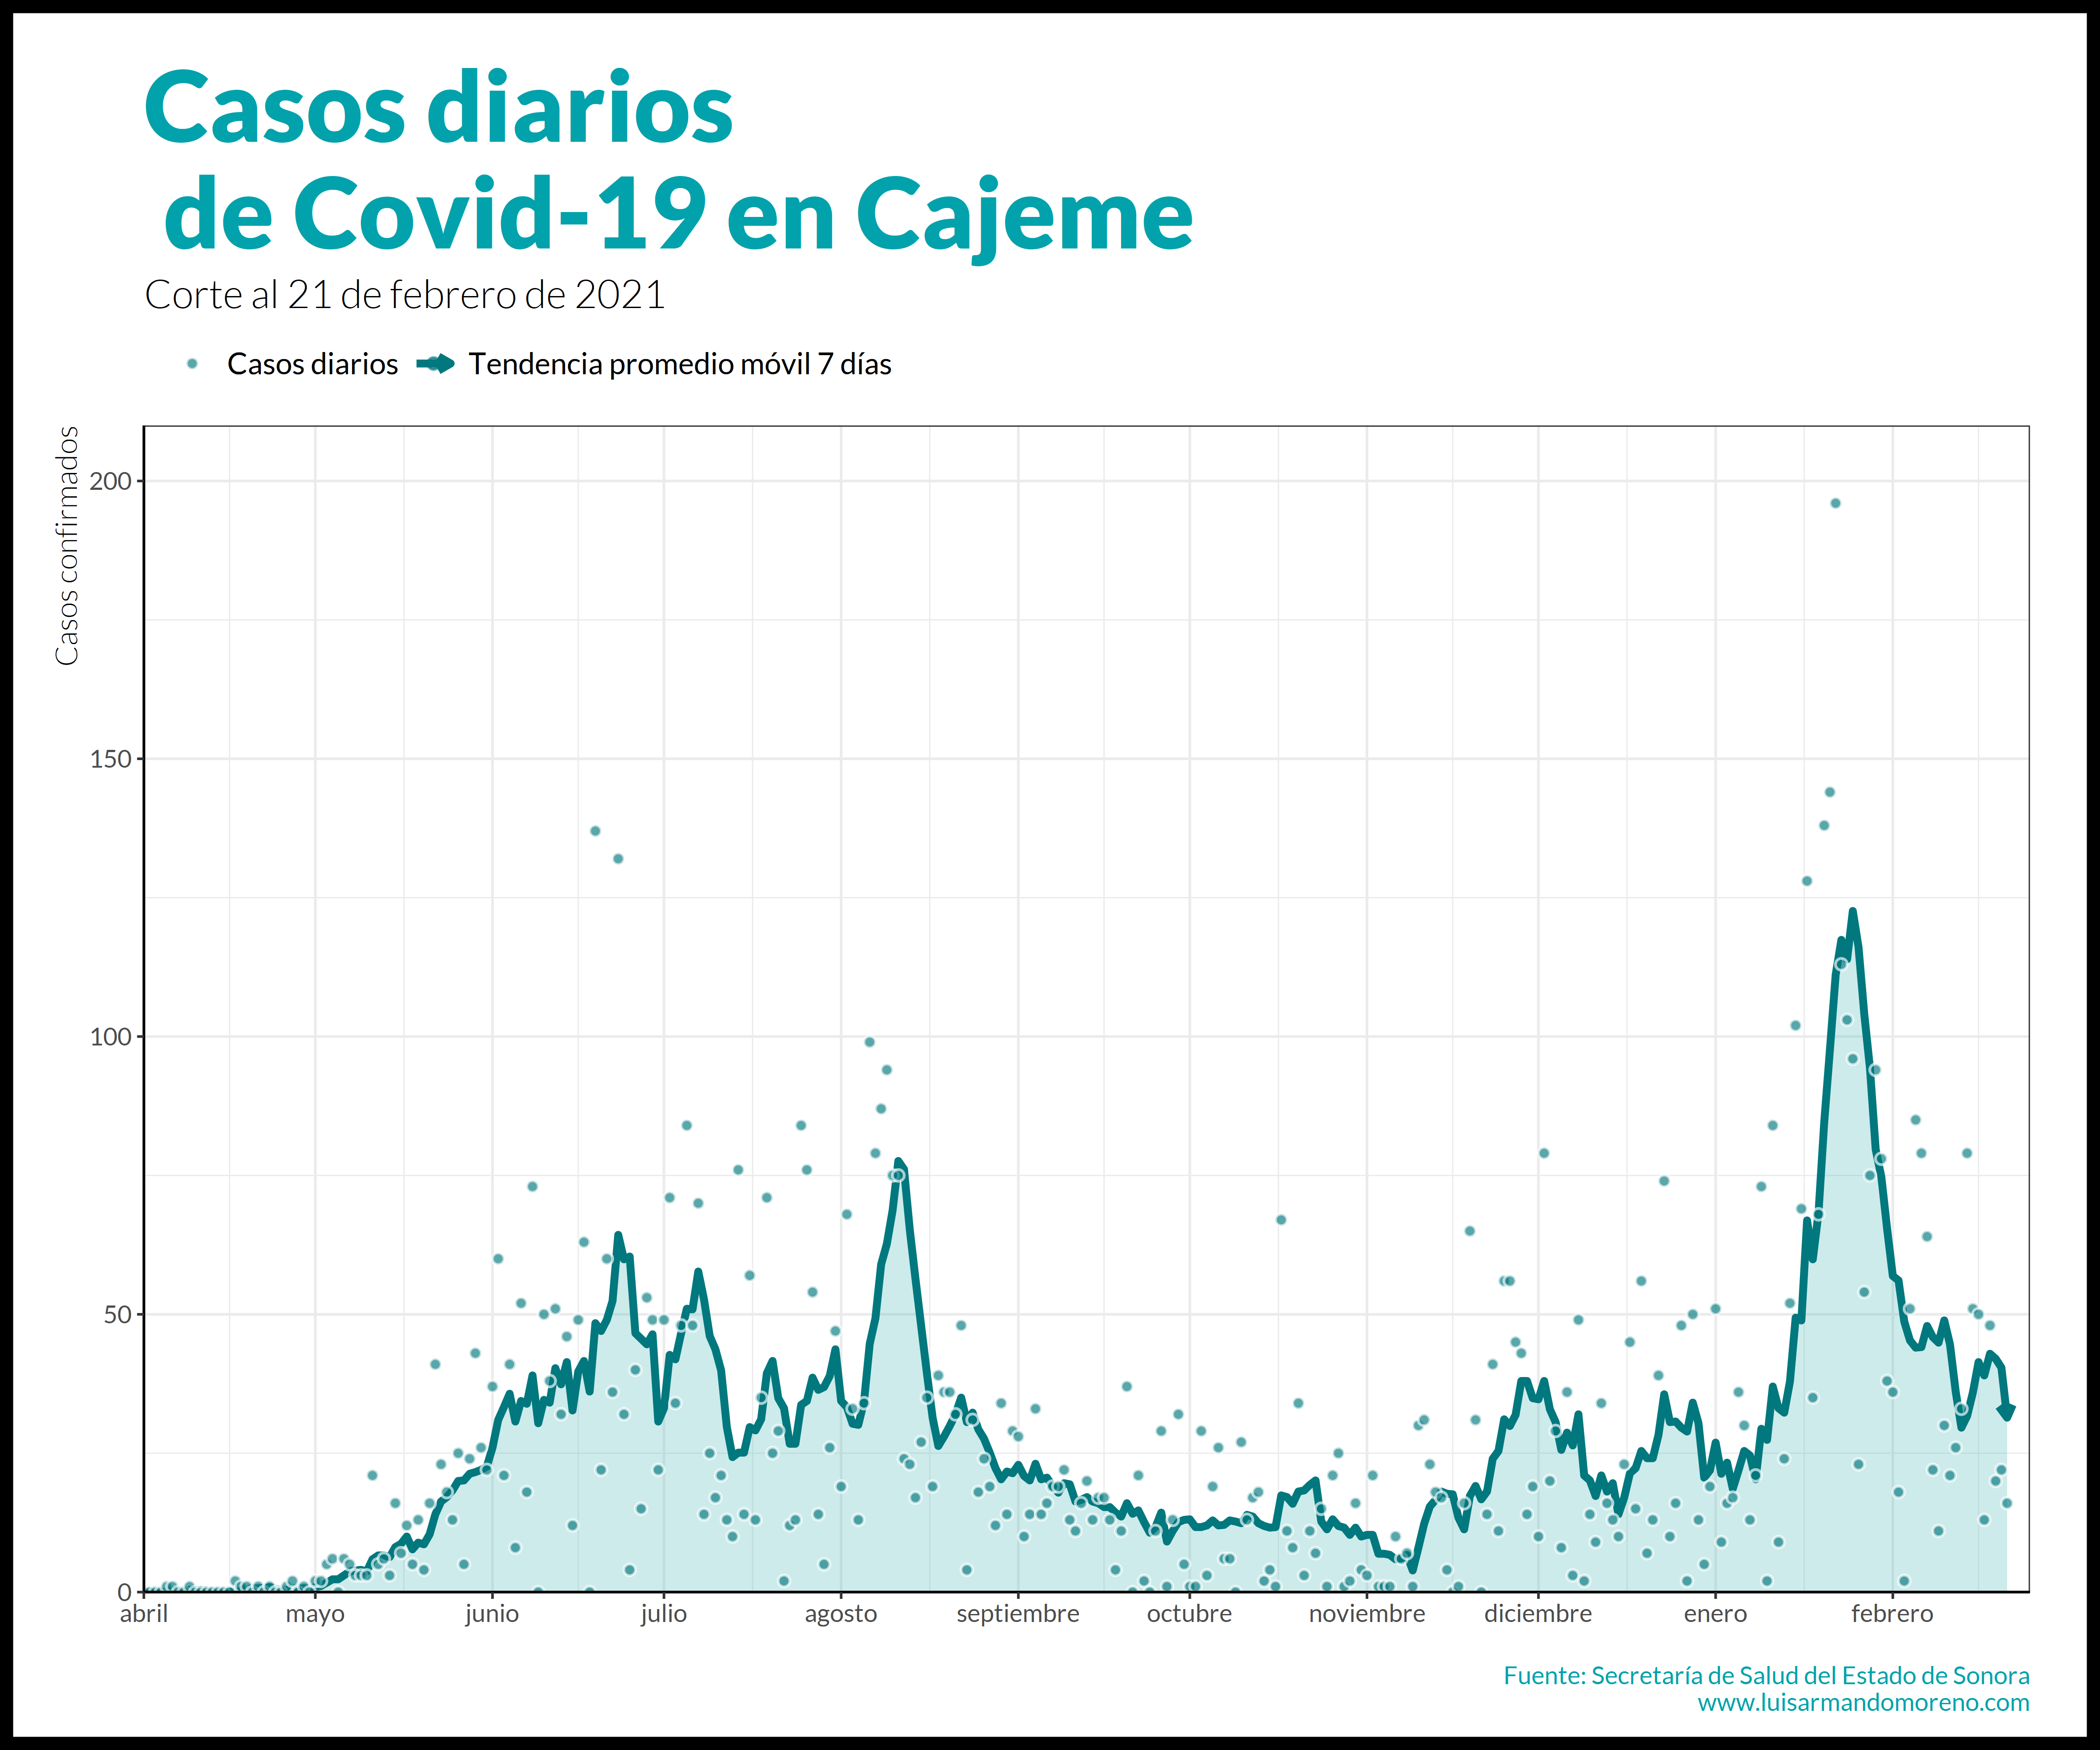 Casos diarios
de Covid-19 en Cajeme
Corte al 21 de febrero de 2021
Casos diarios Tendencia promedio móvil 7 días
Casos confirmados
200
150
100
50
0
abril mayo junio julio agosto septiembre octubre noviembre diciembre enero febrero
Fuente: Secretaría de Salud del Estado de Sonora
www.luisarmandomoreno.com